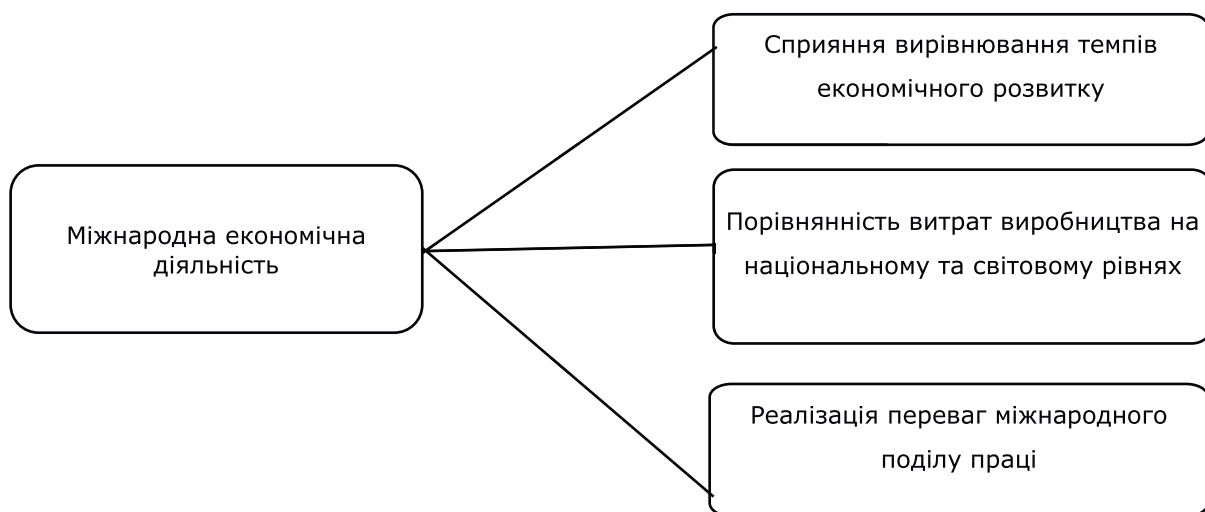 Сприяння вирівнювання темпів
економічного розвитку
Міжнародна економічна
діяльність
Порівнянність витрат виробництва на
національному та світовому рівнях
Реалізація переваг міжнародного
поділу праці